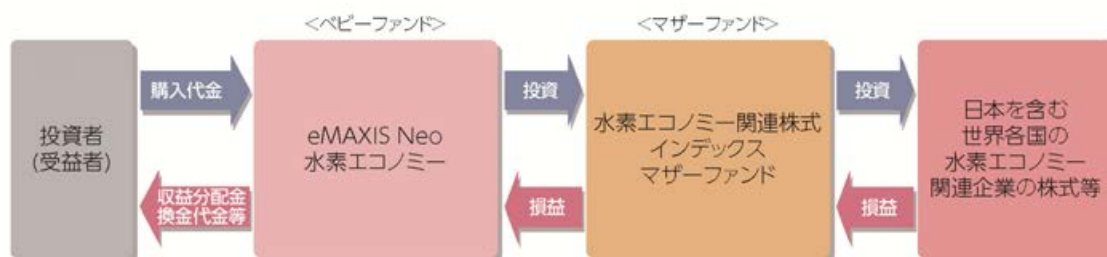 ＜ベビーファンド＞
＜マザーファンド＞
投資者
(受益者)
購入代金
収益分配金
換金代金等
eMAXIS Neo
水素エコノミー
投資
損益
水素エコノミー関連株式
インデックス
マザーファンド
投資
損益
日本を含む
世界各国の
水素エコノミー
関連企業の株式等